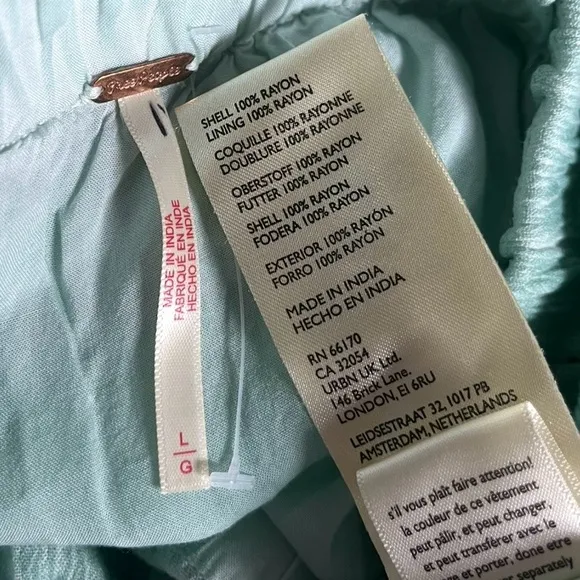 Free People
MADE IN INDIA
FABRIQUÉ EN INDE
HECHO EN INDIA
L
G
SHELL 100% RAYON
LINING 100% RAYON
COQUILLE 100% RAYONNE
DOUBLURE 100% RAYONNE
OBERSTOFF 100% RAYON
FUTTER 100% RAYON
SHELL 100% RAYON
FODERA 100% RAYON
EXTERIOR 100% RAYÓN
FORRO 100% RAYÓN
MADE IN INDIA
HECHO EN INDIA
RN 66170
CA 32054
URBN UK Ltd.
146 Brick Lane.
LONDON, E1 6RU
LEIDSESTRAAT 32, 1017 PB
AMSTERDAM, NETHERLANDS
s'il vous plaît faire attention!
la couleur de ce vêtement
peut pâlir, et peut changer,
et peut transférer avec le
et porter, done
separately